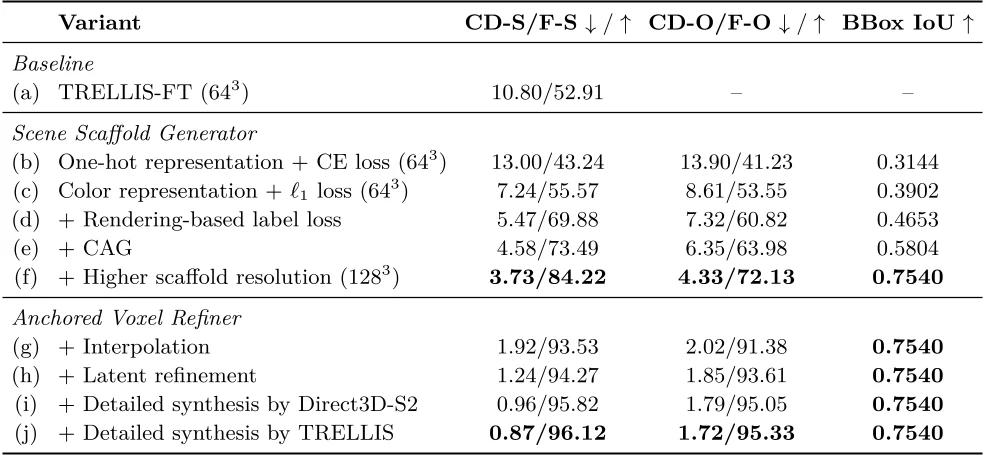 Variant CD-S/F-S ↓ / ↑ CD-O/F-O ↓ / ↑ BBox IoU ↑
Baseline
(a) TRELLIS-FT (64³) 10.80/52.91 – –
Scene Scaffold Generator
(b) One-hot representation + CE loss (64³) 13.00/43.24 13.90/41.23 0.3144
(c) Color representation + ℓ₁ loss (64³) 7.24/55.57 8.61/53.55 0.3902
(d) + Rendering-based label loss 5.47/69.88 7.32/60.82 0.4653
(e) + CAG 4.58/73.49 6.35/63.98 0.5804
(f) + Higher scaffold resolution (128³) 3.73/84.22 4.33/72.13 0.7540
Anchored Voxel Refiner
(g) + Interpolation 1.92/93.53 2.02/91.38 0.7540
(h) + Latent refinement 1.24/94.27 1.85/93.61 0.7540
(i) + Detailed synthesis by Direct3D-S2 0.96/95.82 1.79/95.05 0.7540
(j) + Detailed synthesis by TRELLIS 0.87/96.12 1.72/95.33 0.7540